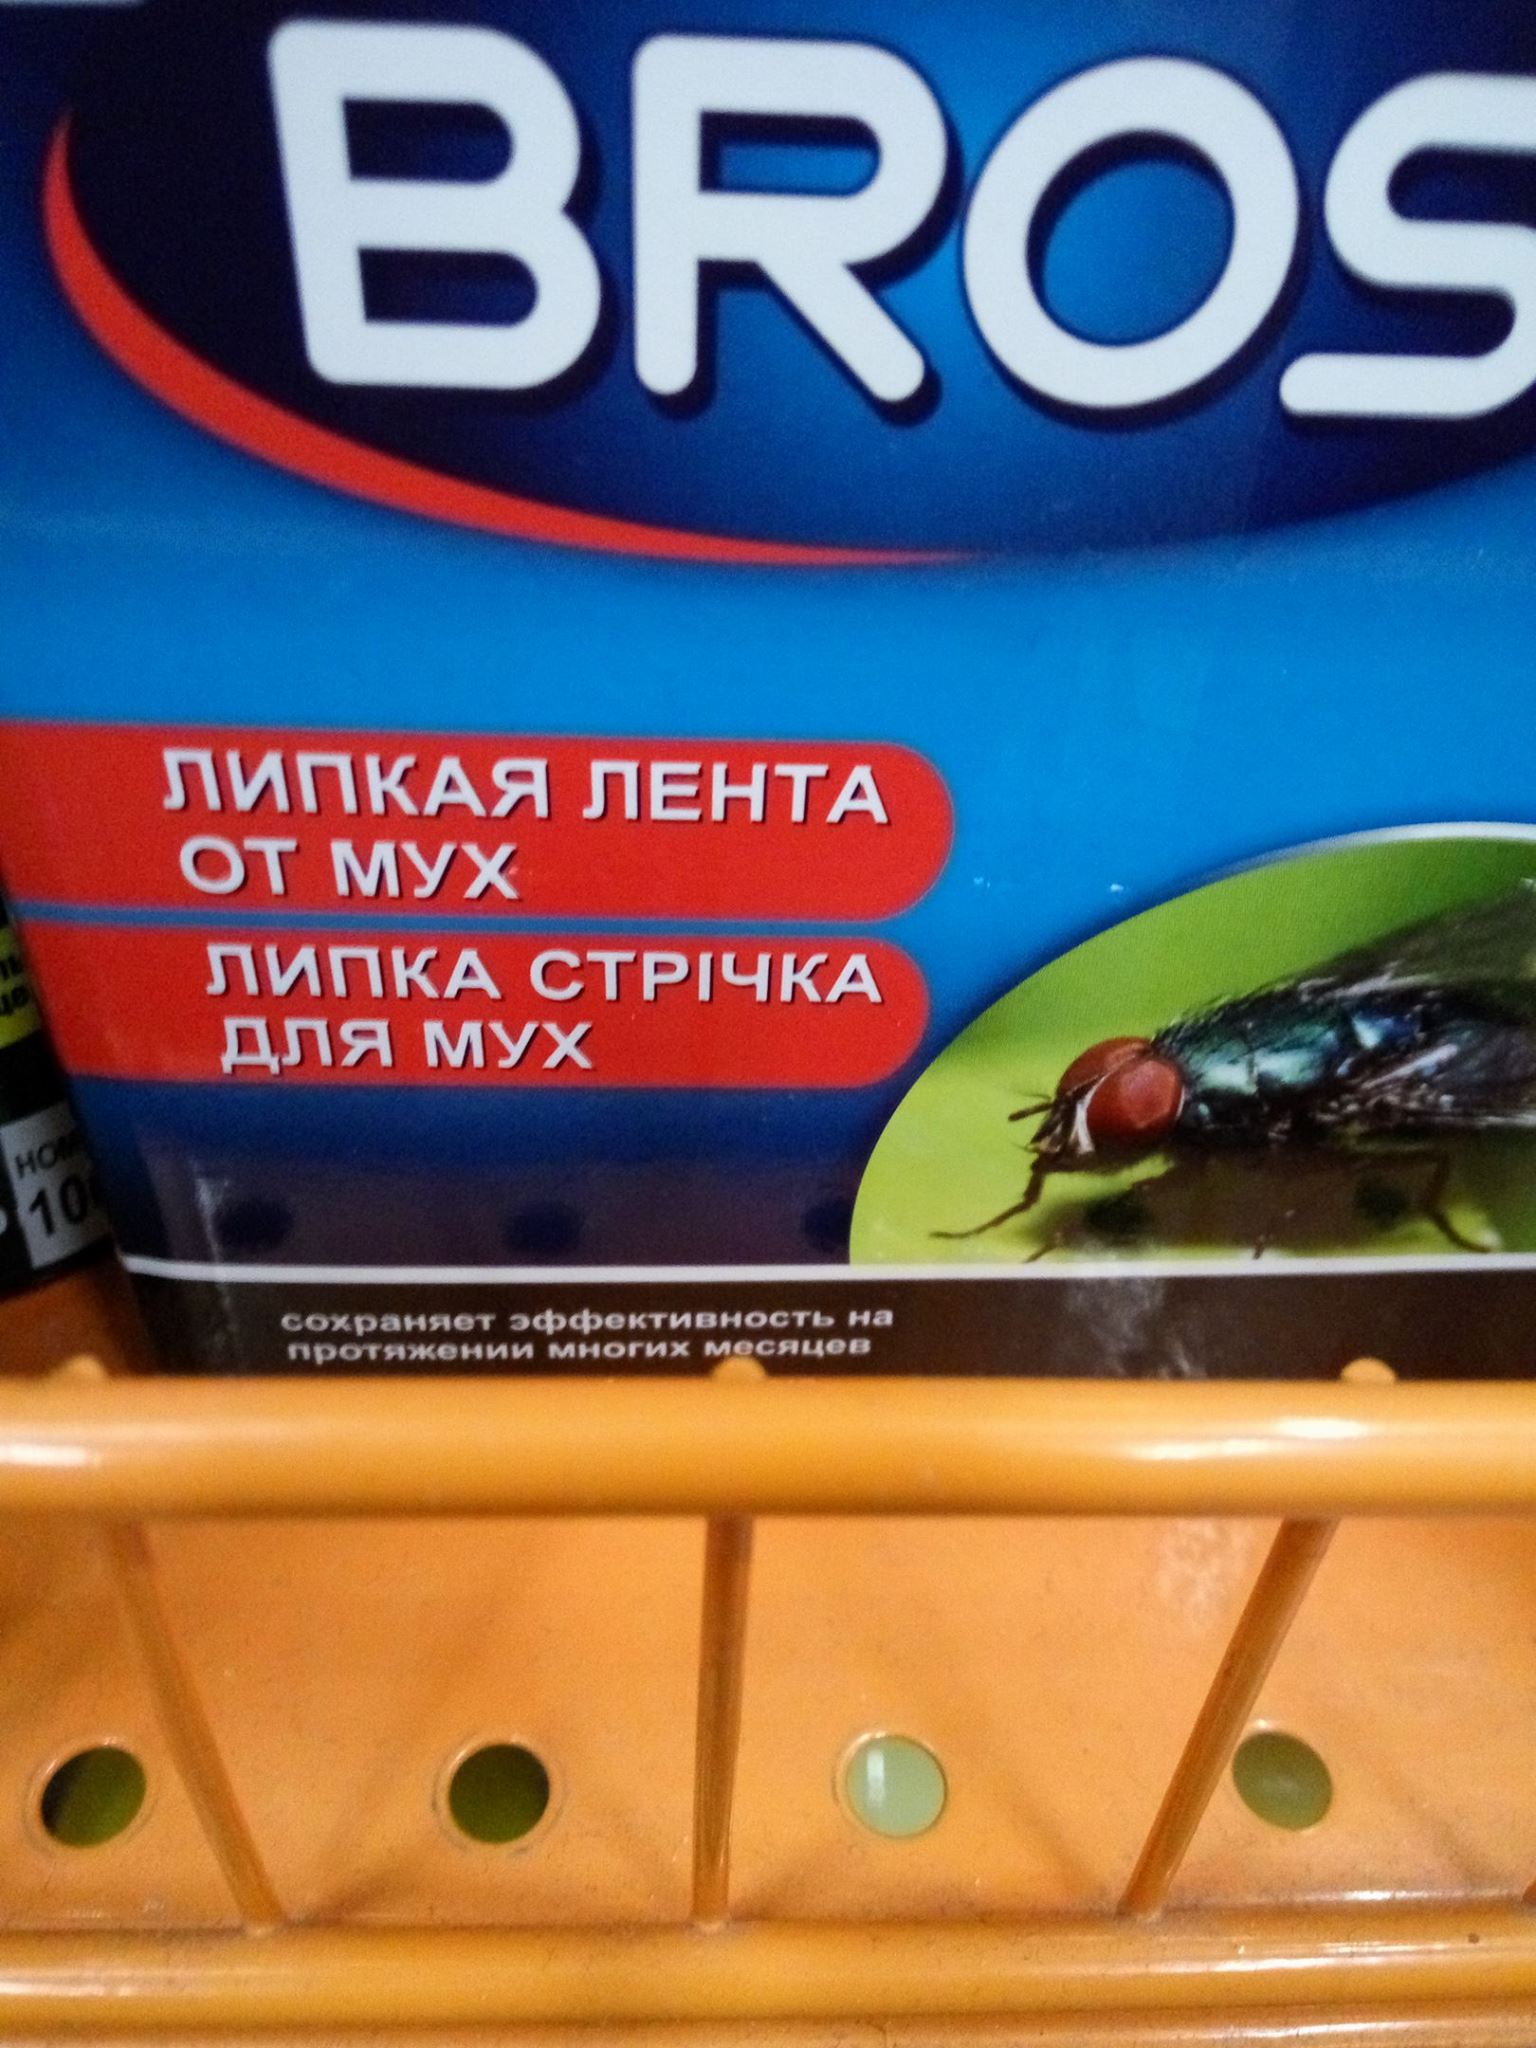 BROS
ЛИПКАЯ ЛЕНТА
ОТ МУХ
ЛИПКА СТРІЧКА
ДЛЯ МУХ
сохраняет эффективность на
протяжении многих месяцев